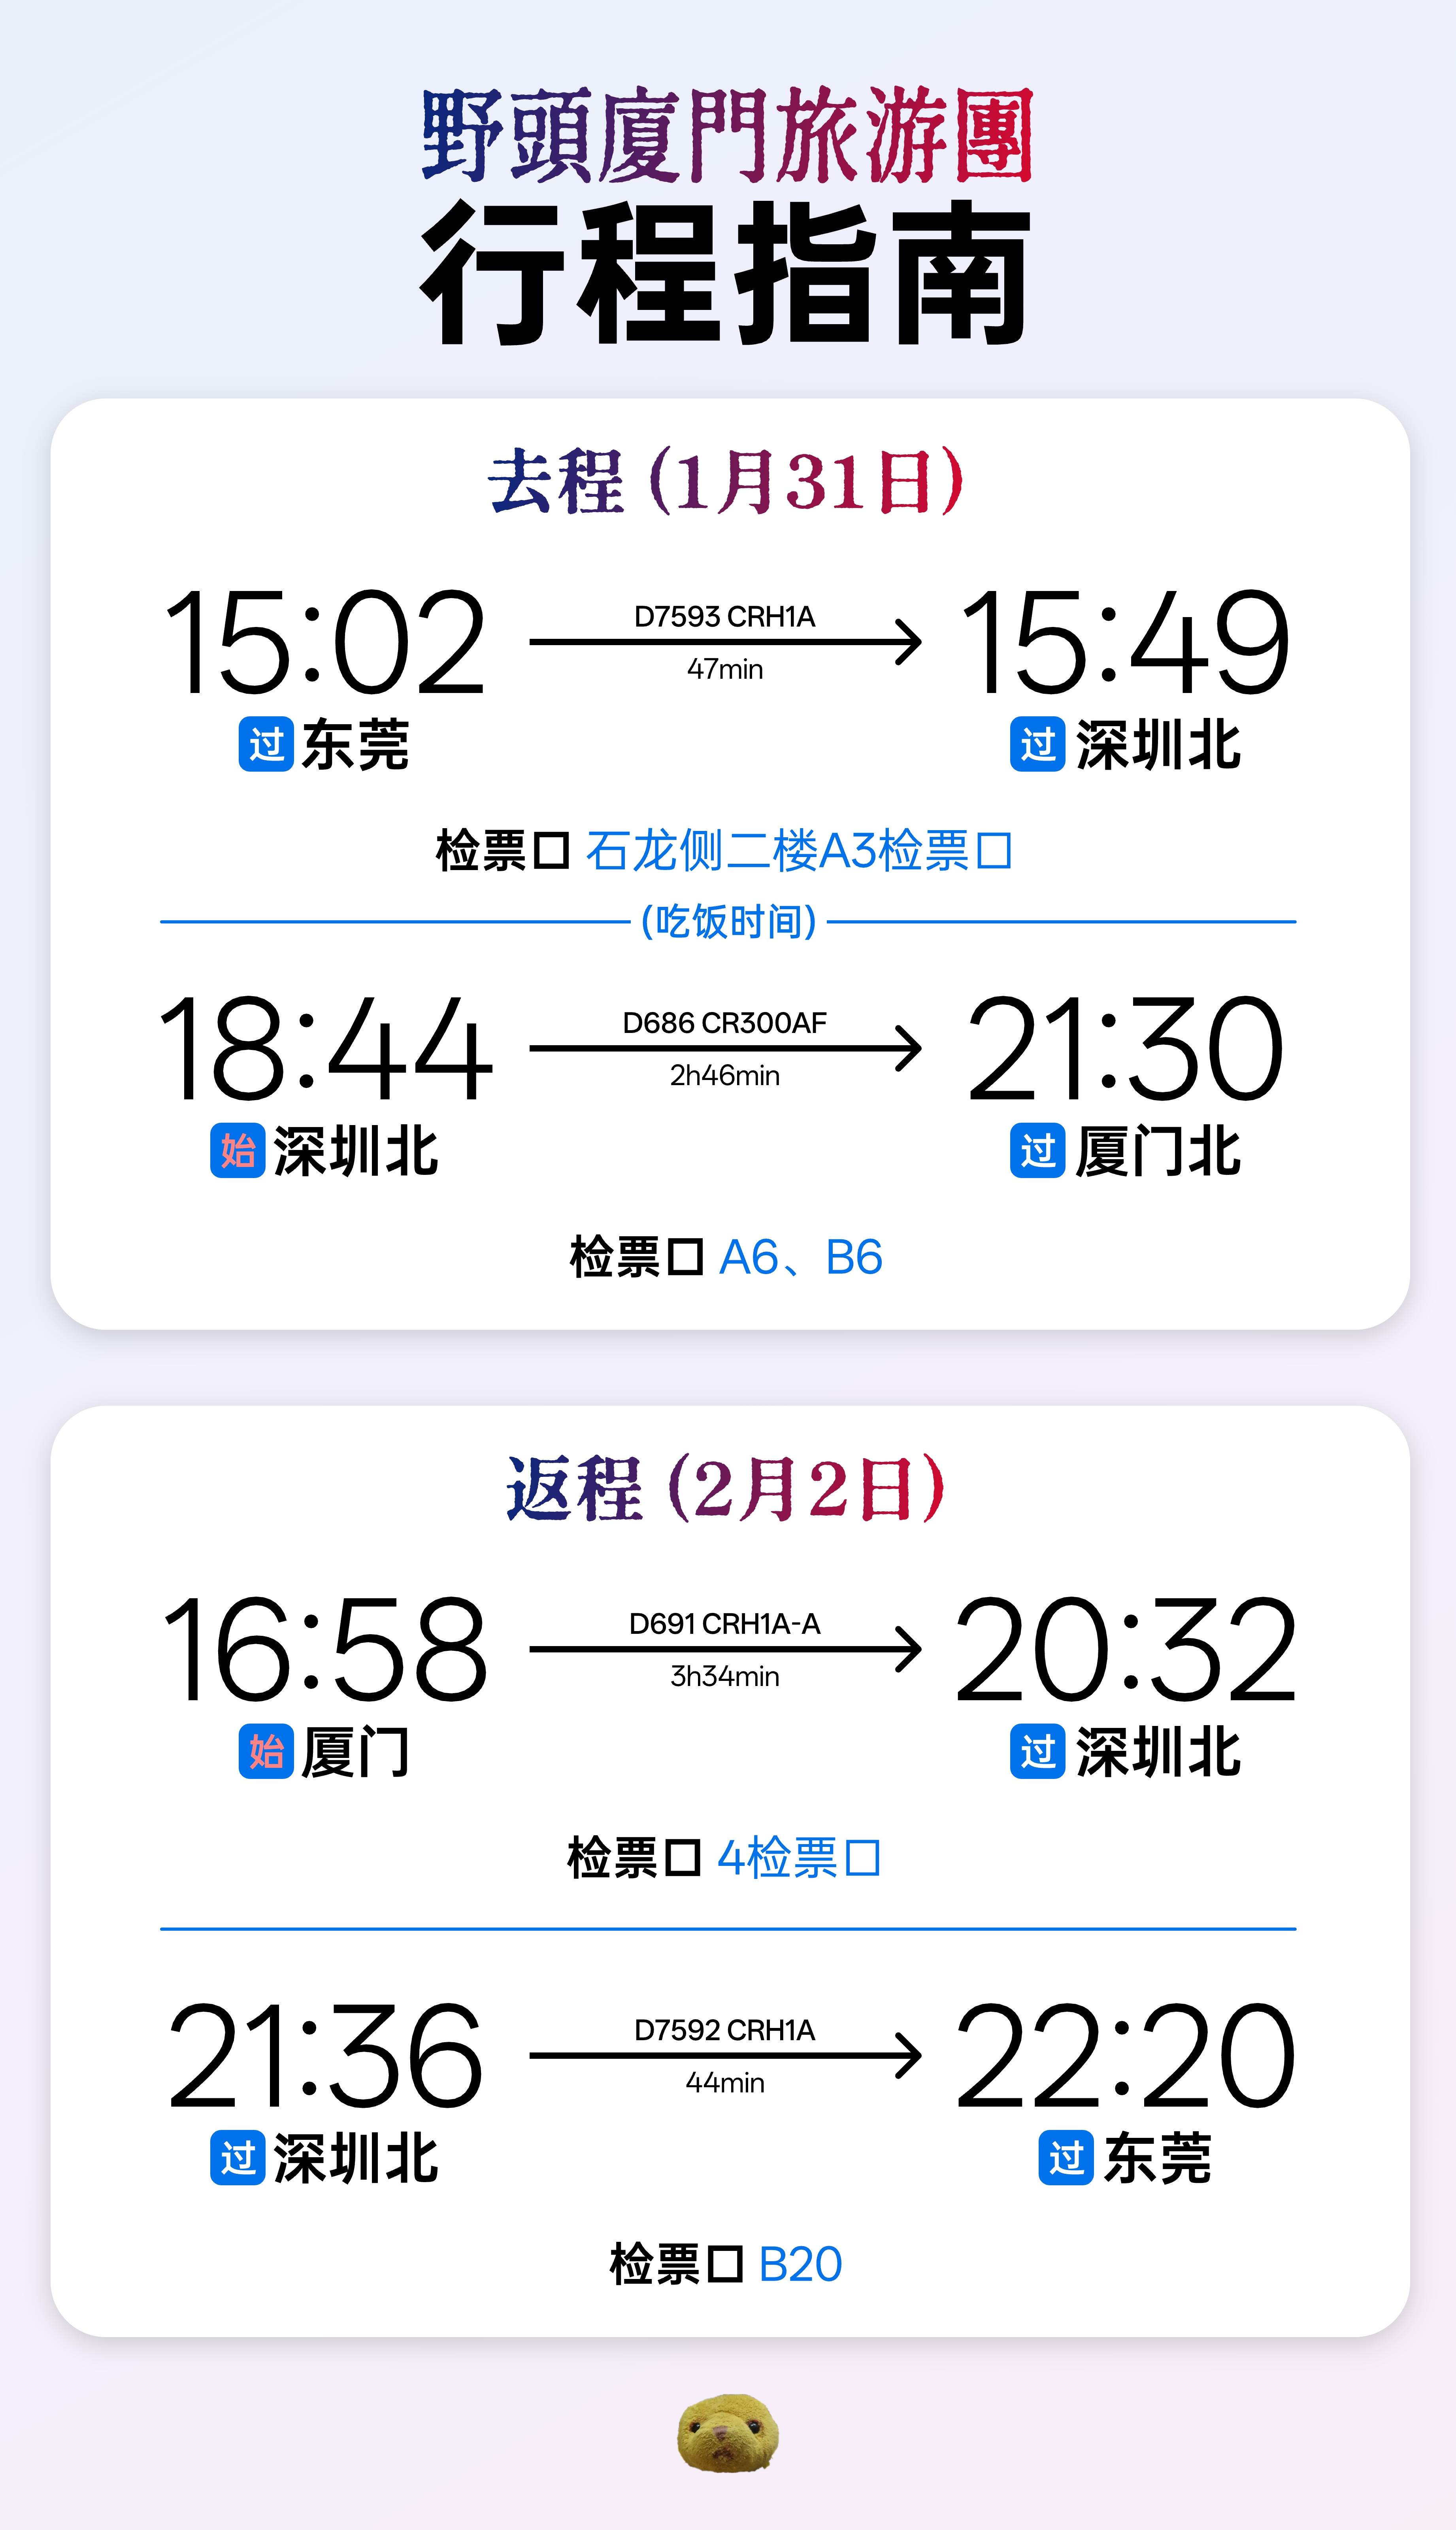 野頭廈門旅游團
行程指南
去程 (1月31日)
15:02
D7593 CRH1A
47min
15:49
过 东莞
过 深圳北
检票口 石龙侧二楼A3检票口
(吃饭时间)
18:44
D686 CR300AF
2h46min
21:30
始 深圳北
过 厦门北
检票口 A6、B6
返程 (2月2日)
16:58
D691 CRH1A-A
3h34min
20:32
始 厦门
过 深圳北
检票口 4检票口
21:36
D7592 CRH1A
44min
22:20
过 深圳北
过 东莞
检票口 B20